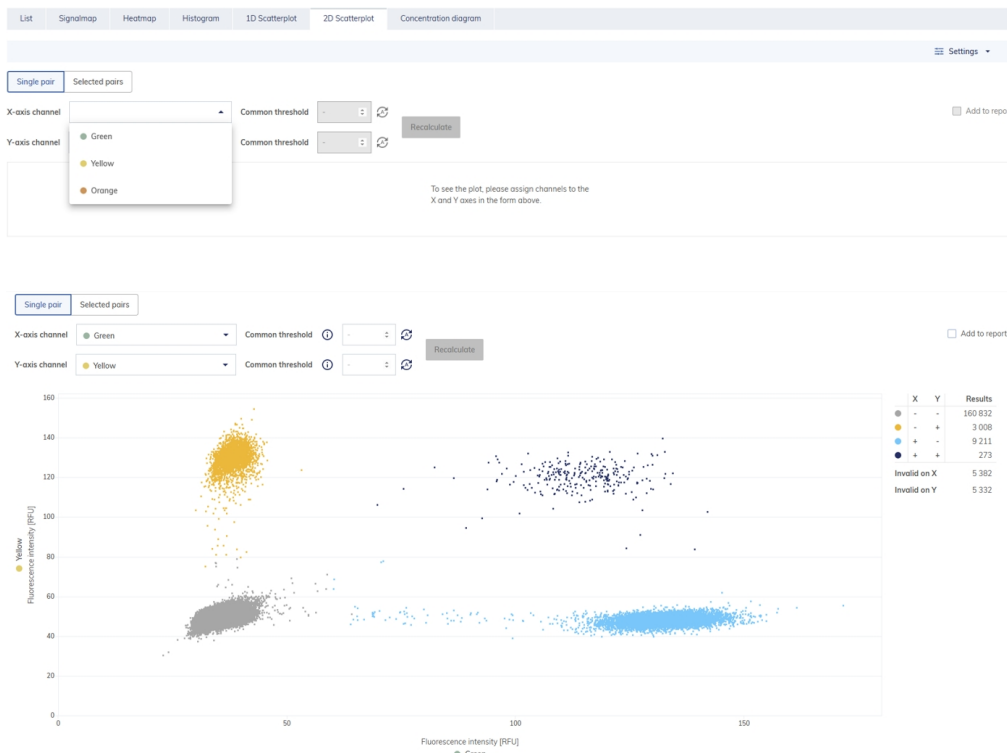 List Signalmap Heatmap Histogram 1D Scatterplot 2D Scatterplot Concentration diagram
Settings
Single pair Selected pairs
X-axis channel Common threshold - Add to repo
Recalculate
Y-axis channel Common threshold -
Green
Yellow
Orange
To see the plot, please assign channels to the
X and Y axes in the form above.
Single pair Selected pairs
X-axis channel Green Common threshold - Add to report
Recalculate
Y-axis channel Yellow Common threshold -
X Y Results
- - 160 832
- + 3 008
+ - 9 211
+ + 273
Invalid on X 5 382
Invalid on Y 5 332
Yellow
Fluorescence intensity [RFU]
160
140
120
100
80
60
40
20
0
0 50 100 150
Fluorescence intensity [RFU]
Green